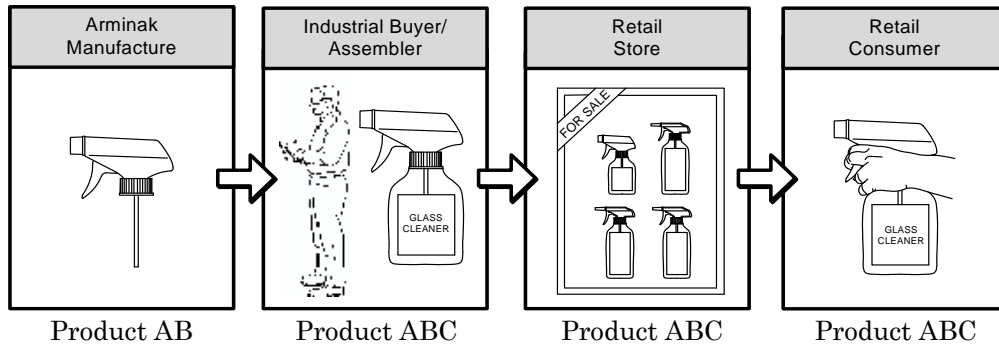 Arminak
Manufacture
Industrial Buyer/
Assembler
Retail
Store
Retail
Consumer
GLASS
CLEANER
FOR SALE
GLASS
CLEANER
Product AB
Product ABC
Product ABC
Product ABC